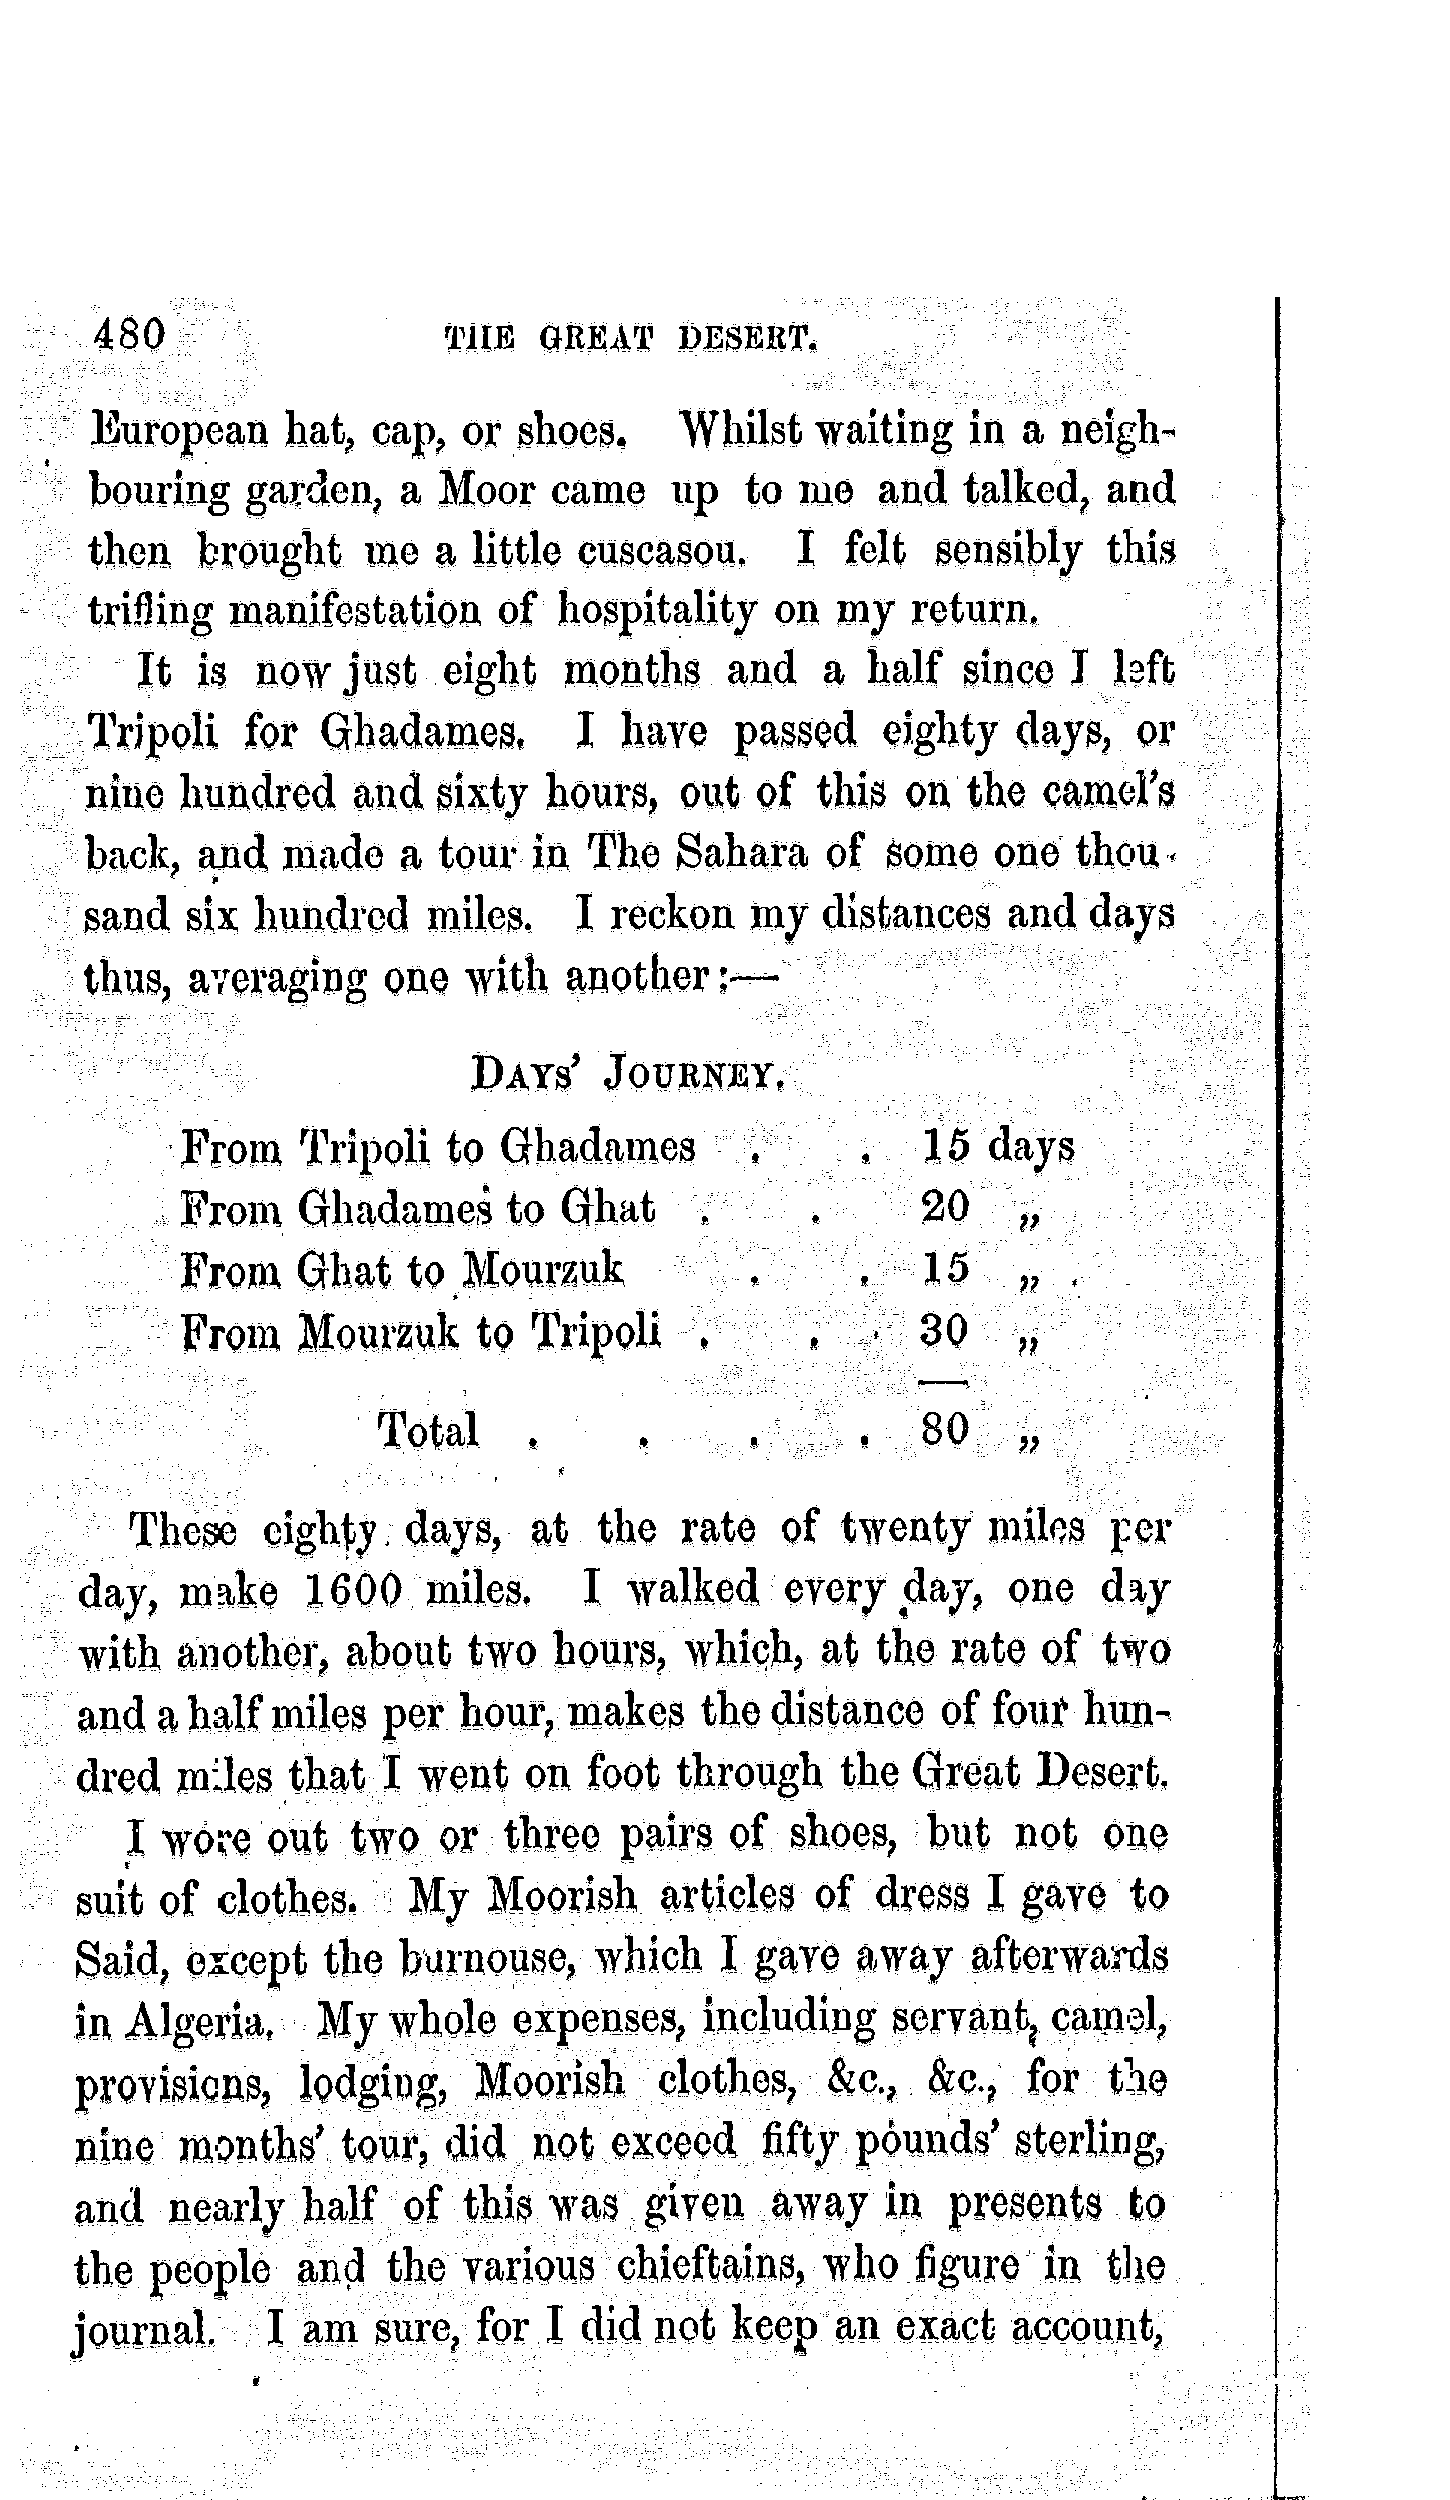 480 THE GREAT DESERT.
European hat, cap, or shoes. Whilst waiting in a neigh-
bouring garden, a Moor came up to me and talked, and
then brought me a little cuscasou. I felt sensibly this
trifling manifestation of hospitality on my return.
It is now just eight months and a half since I left
Tripoli for Ghadames. I have passed eighty days, or
nine hundred and sixty hours, out of this on the camel's
back, and made a tour in The Sahara of some one thou-
sand six hundred miles. I reckon my distances and days
thus, averaging one with another:—
DAYS' JOURNEY.
From Tripoli to Ghadames . . 15 days
From Ghadames to Ghat . . 20 „
From Ghat to Mourzuk . . 15 „
From Mourzuk to Tripoli . . 30 „
Total . . . . 80 „
These eighty days, at the rate of twenty miles per
day, make 1600 miles. I walked every day, one day
with another, about two hours, which, at the rate of two
and a half miles per hour, makes the distance of four hun-
dred miles that I went on foot through the Great Desert.
I wore out two or three pairs of shoes, but not one
suit of clothes. My Moorish articles of dress I gave to
Said, except the burnouse, which I gave away afterwards
in Algeria. My whole expenses, including servant, camel,
provisions, lodging, Moorish clothes, &c., &c., for the
nine months' tour, did not exceed fifty pounds' sterling,
and nearly half of this was given away in presents to
the people and the various chieftains, who figure in the
journal. I am sure, for I did not keep an exact account,